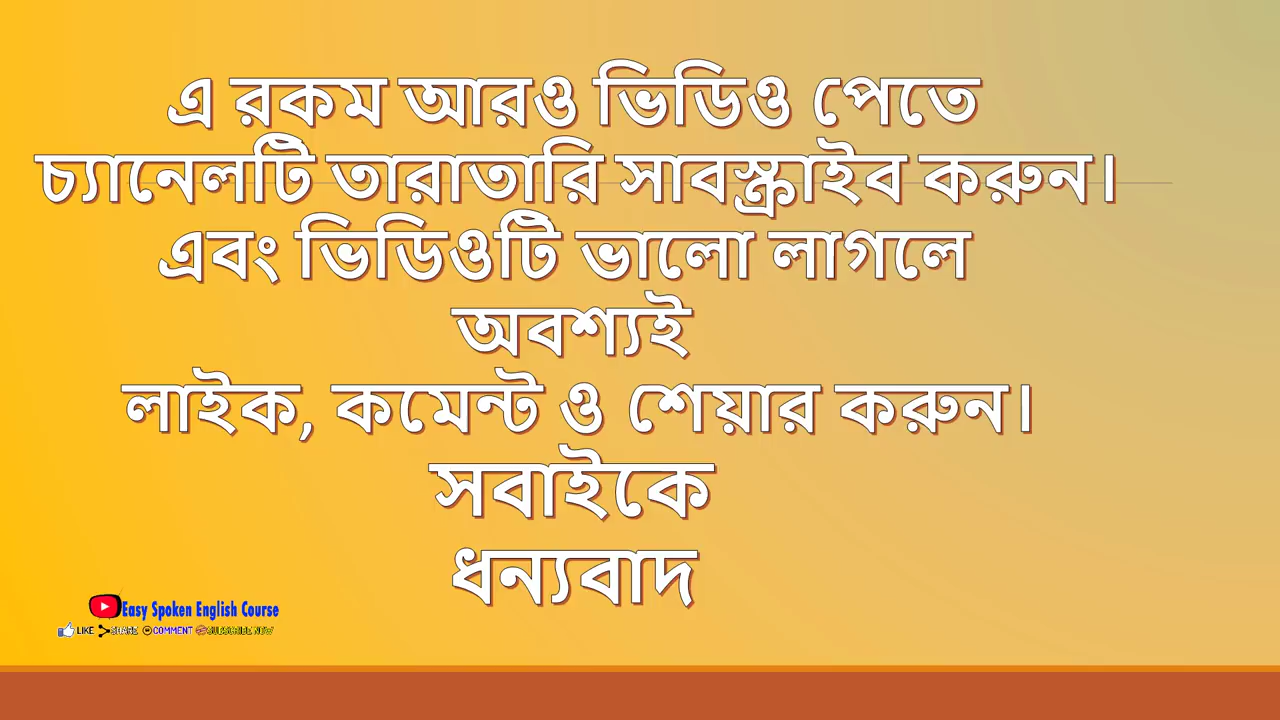 এ রকম আরও ভিডিও পেতে
চ্যানেলটি তারাতারি সাবস্ক্রাইব করুন।
এবং ভিডিওটি ভালো লাগলে
অবশ্যই
লাইক, কমেন্ট ও শেয়ার করুন।
সবাইকে
ধন্যবাদ
Easy Spoken English Course
LIKE SHARE COMMENT SUBSCRIBE NOW